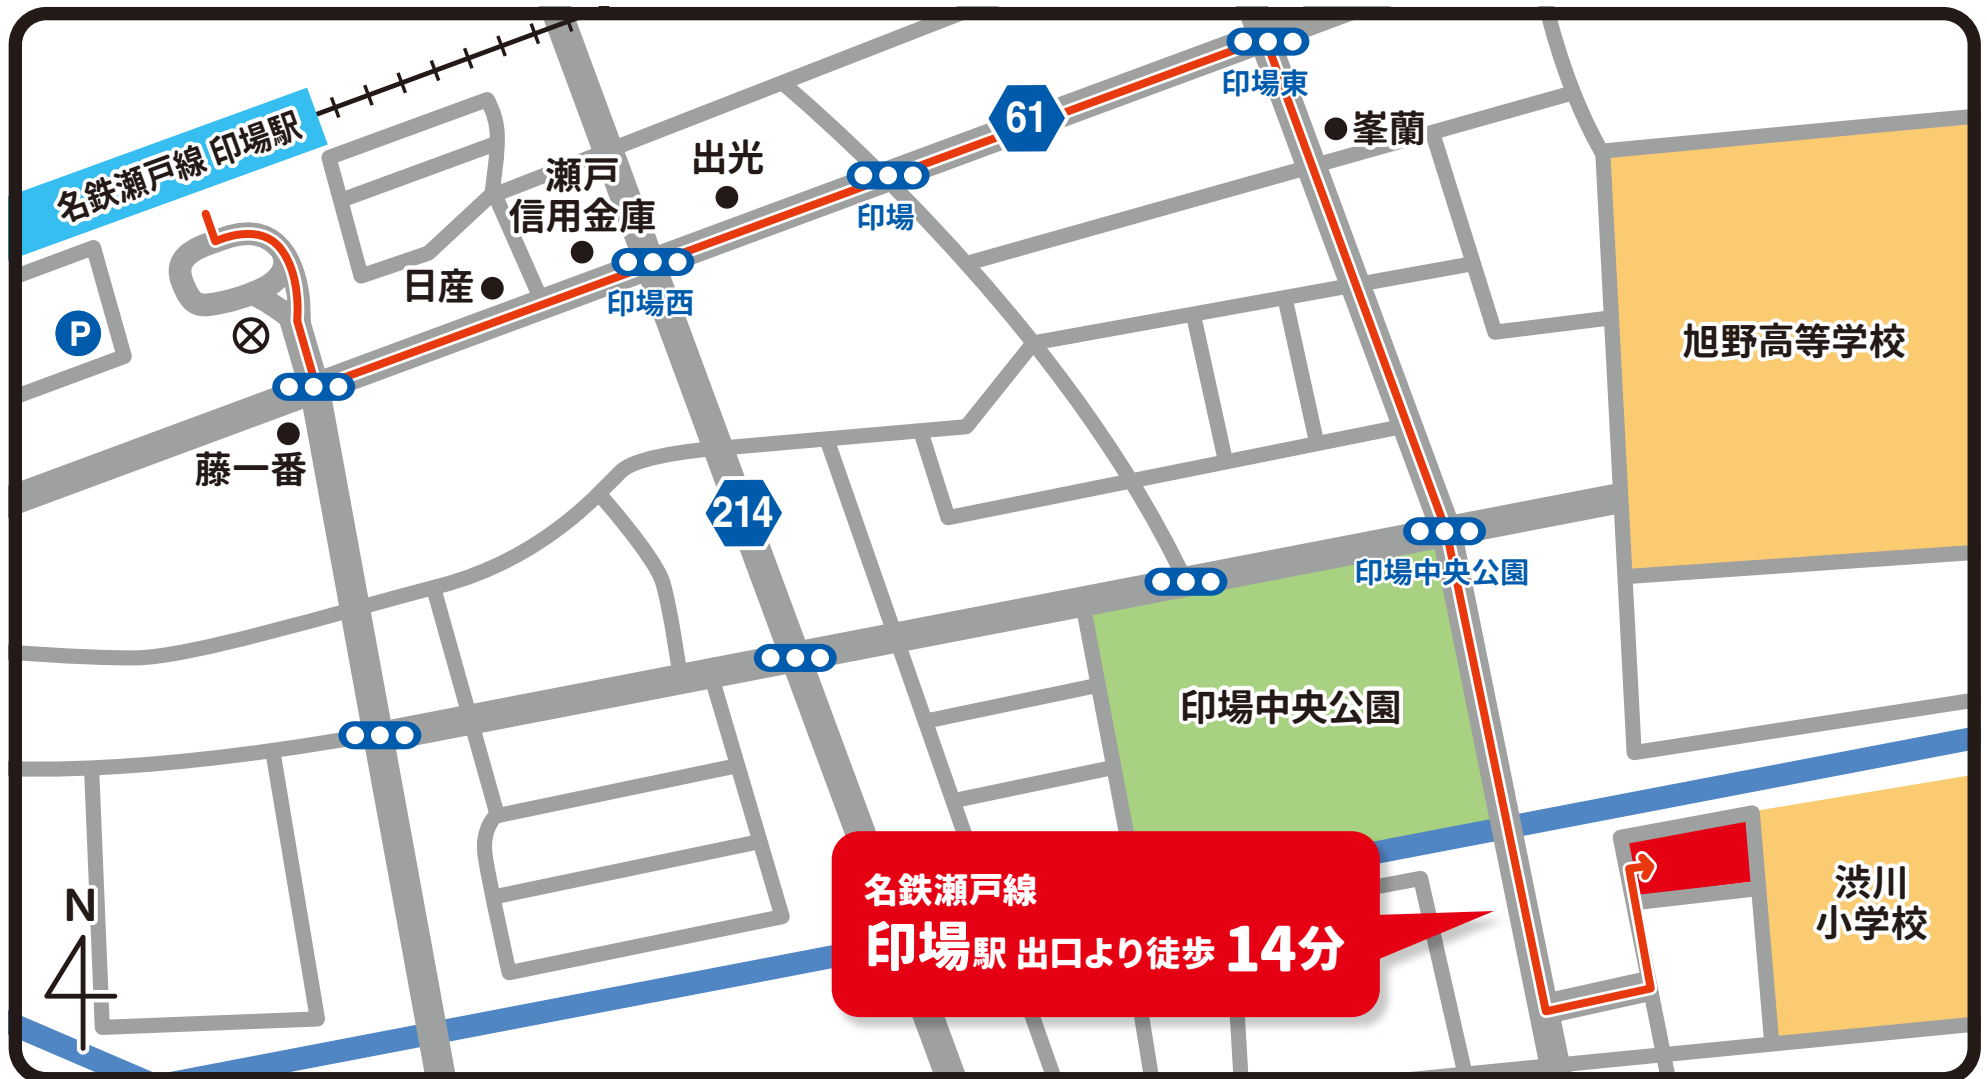 名鉄瀬戸線 印場駅
P
日産
瀬戸
信用金庫
出光
印場西
印場
61
印場東
峯蘭
旭野高等学校
藤一番
214
印場中央公園
印場中央公園
渋川
小学校
N
名鉄瀬戸線
印場駅 出口より徒歩 14分